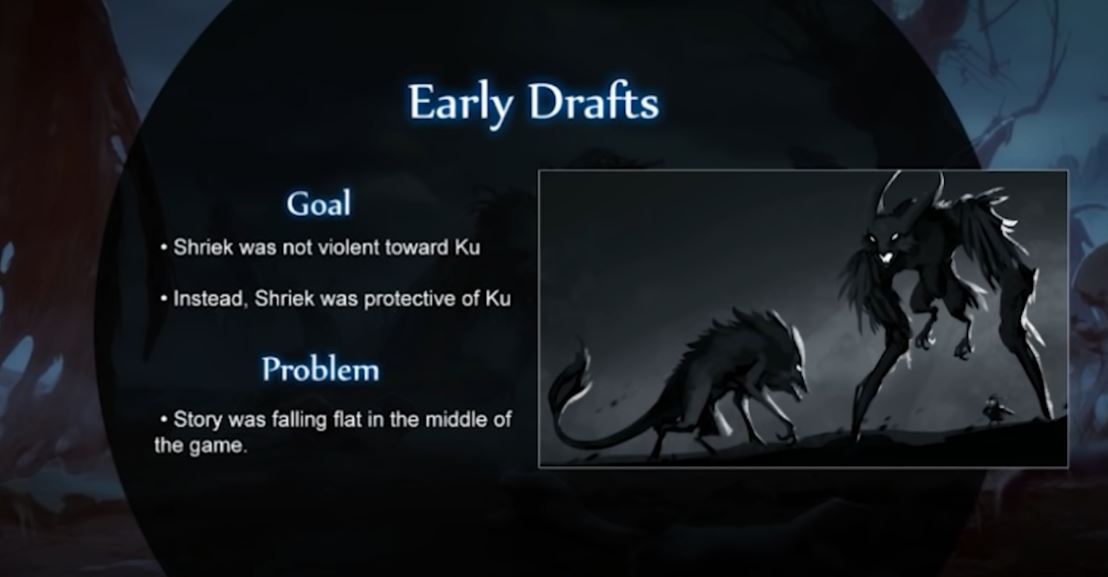 Early Drafts
Goal
• Shriek was not violent toward Ku
• Instead, Shriek was protective of Ku
Problem
• Story was falling flat in the middle of
the game.